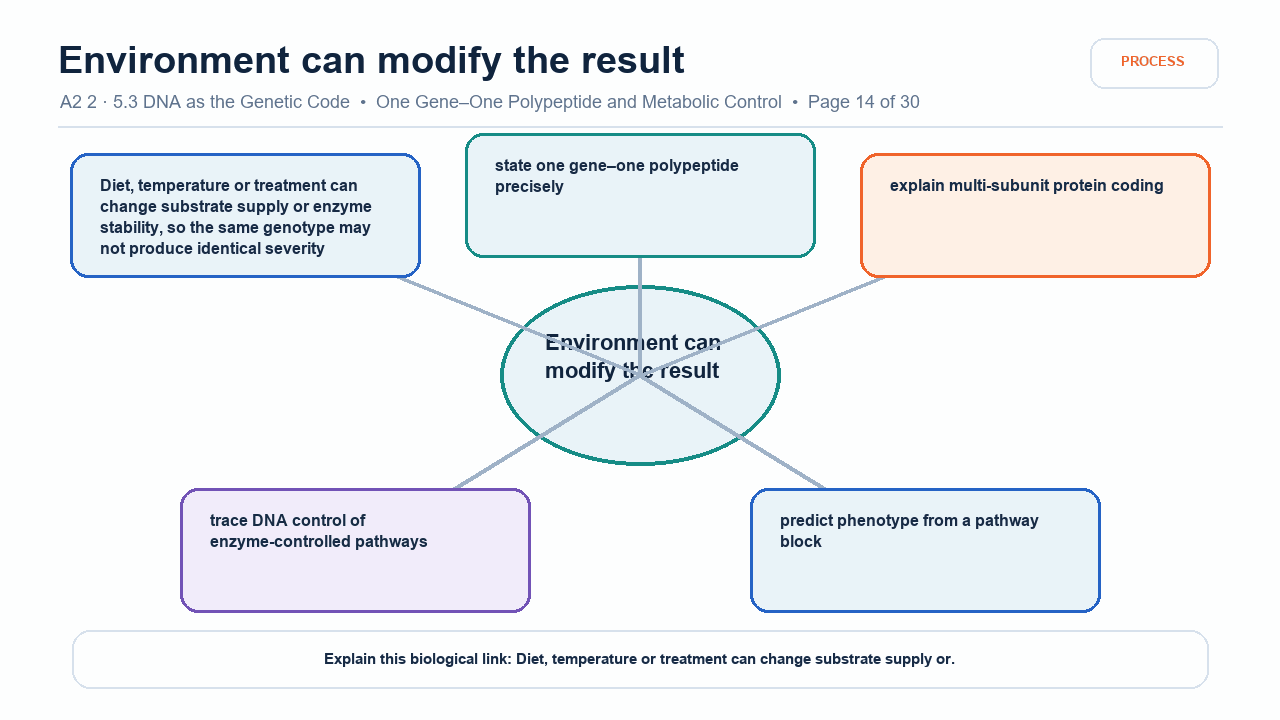 Environment can modify the result
PROCESS
A2 2 · 5.3 DNA as the Genetic Code • One Gene–One Polypeptide and Metabolic Control • Page 14 of 30
Diet, temperature or treatment can
change substrate supply or enzyme
stability, so the same genotype may
not produce identical severity
state one gene–one polypeptide
precisely
explain multi-subunit protein coding
Environment can
modify the result
trace DNA control of
enzyme-controlled pathways
predict phenotype from a pathway
block
Explain this biological link: Diet, temperature or treatment can change substrate supply or.